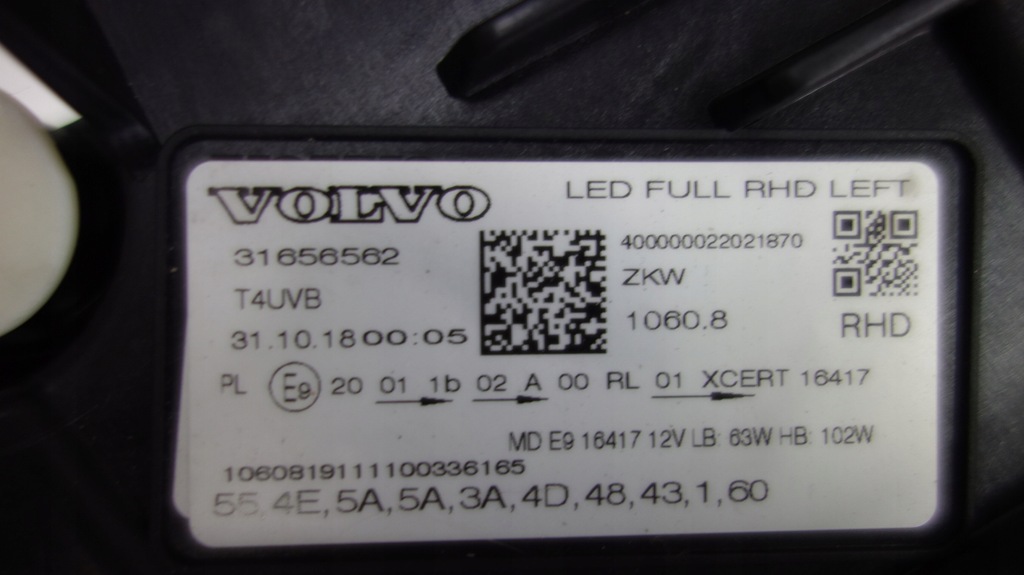 VOLVO
LED FULL RHD LEFT
31656562
400000022021870
T4UVB
ZKW
31.10.18 00:05
1060.8
RHD
PL E9 20 01 1b 02 A 00 RL 01 XCERT 16417
MD E9 16417 12V LB: 63W HB: 102W
1060819111100336165
55,4E,5A,5A,3A,4D,48,43,1,60